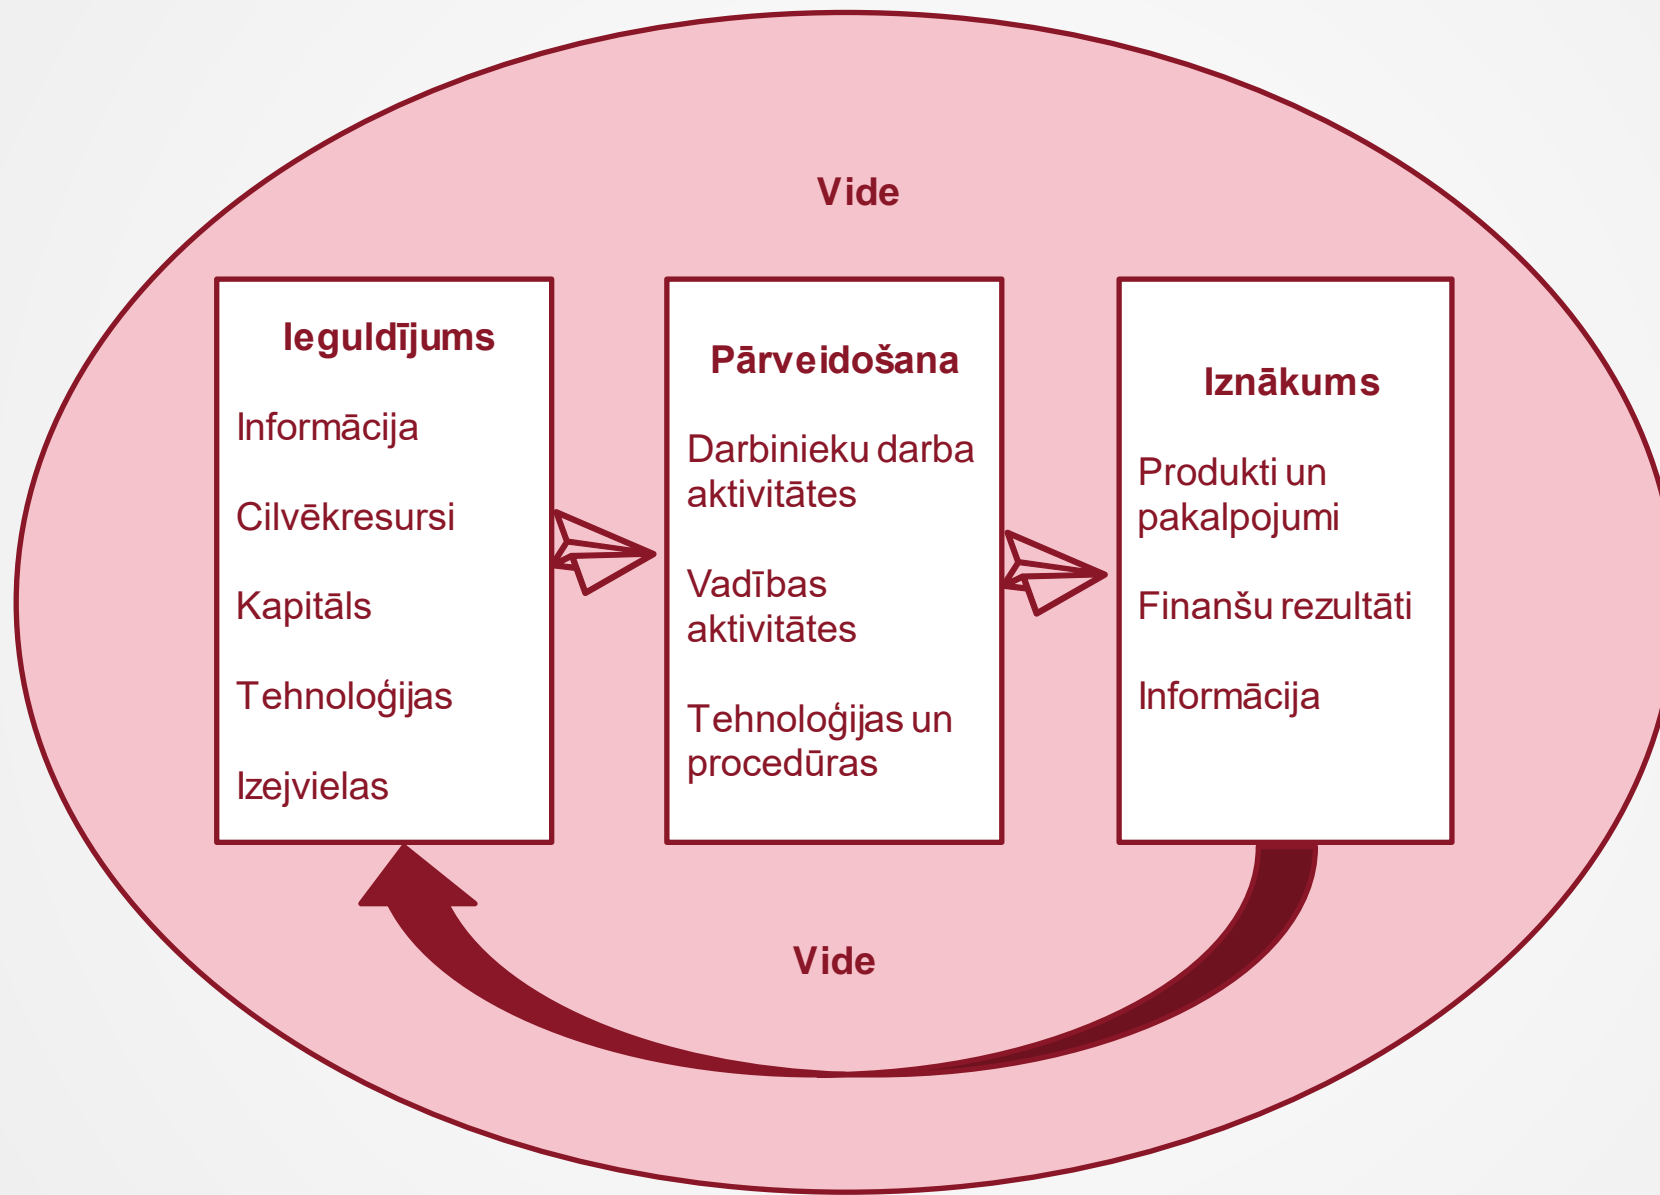 Vide
Ieguldījums
Informācija
Cilvēkresursi
Kapitāls
Tehnoloģijas
Izejvielas
Pārveidošana
Darbinieku darba
aktivitātes
Vadības
aktivitātes
Tehnoloģijas un
procedūras
Iznākums
Produkti un
pakalpojumi
Finanšu rezultāti
Informācija
Vide